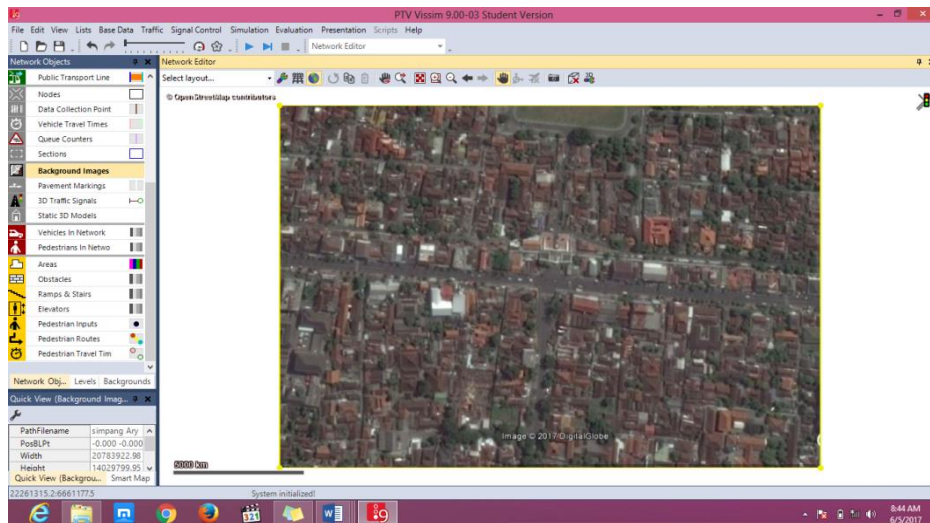 PTV Vissim 9.00-03 Student Version
File Edit View Lists Base Data Traffic Signal Control Simulation Evaluation Presentation Scripts Help
Network Editor
Network Objects
Network Editor
Select layout...
Public Transport Line
Nodes
Data Collection Point
Vehicle Travel Times
Queue Counters
Sections
Background Images
Pavement Markings
3D Traffic Signals
Static 3D Models
Vehicles In Network
Pedestrians In Netwo
Areas
Obstacles
Ramps & Stairs
Elevators
Pedestrian Inputs
Pedestrian Routes
Pedestrian Travel Tim
Network Obj... Levels Backgrounds
Quick View (Background Imag...
PathFilename simpang Ary
PosBLPt -0.000 -0.000
Width 20783922.98
Height 14029799.95
Quick View (Backgrou... Smart Map
© OpenStreetMap contributors
Image © 2017 DigitalGlobe
5000 km
22261315.2:6661177.5 System initialized!
321
8:44 AM
6/5/2017